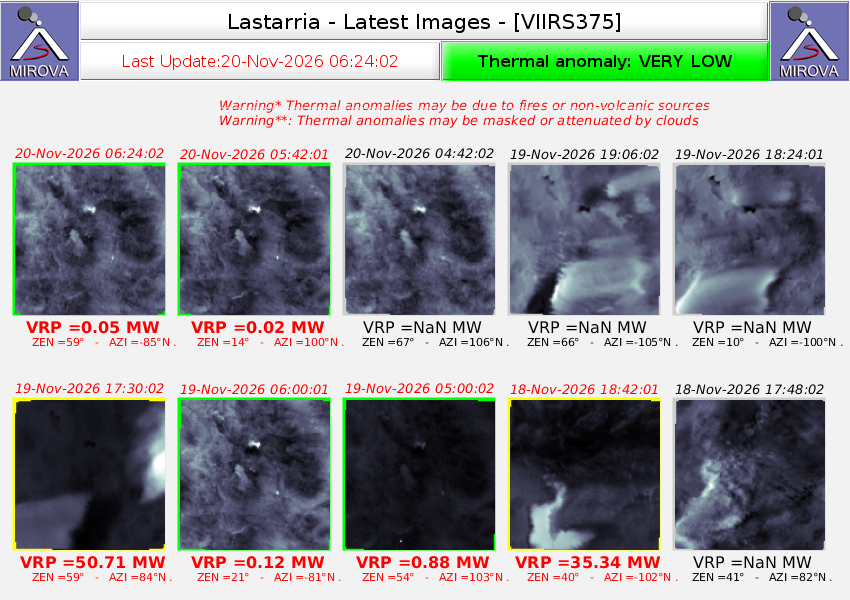 Lastarria - Latest Images - [VIIRS375]
MIROVA
Last Update:20-Nov-2026 06:24:02
Thermal anomaly: VERY LOW
MIROVA
Warning* Thermal anomalies may be due to fires or non-volcanic sources
Warning**: Thermal anomalies may be masked or attenuated by clouds
20-Nov-2026 06:24:02
20-Nov-2026 05:42:01
20-Nov-2026 04:42:02
19-Nov-2026 19:06:02
19-Nov-2026 18:24:01
VRP =0.05 MW
VRP =0.02 MW
VRP =NaN MW
VRP =NaN MW
VRP =NaN MW
ZEN =59° - AZI =-85°N .
ZEN =14° - AZI =100°N .
ZEN =67° - AZI =106°N .
ZEN =66° - AZI =-105°N .
ZEN =10° - AZI =-100°N .
19-Nov-2026 17:30:02
19-Nov-2026 06:00:01
19-Nov-2026 05:00:02
18-Nov-2026 18:42:01
18-Nov-2026 17:48:02
VRP =50.71 MW
VRP =0.12 MW
VRP =0.88 MW
VRP =35.34 MW
VRP =NaN MW
ZEN =59° - AZI =84°N .
ZEN =21° - AZI =-81°N .
ZEN =54° - AZI =103°N .
ZEN =40° - AZI =-102°N .
ZEN =41° - AZI =82°N .